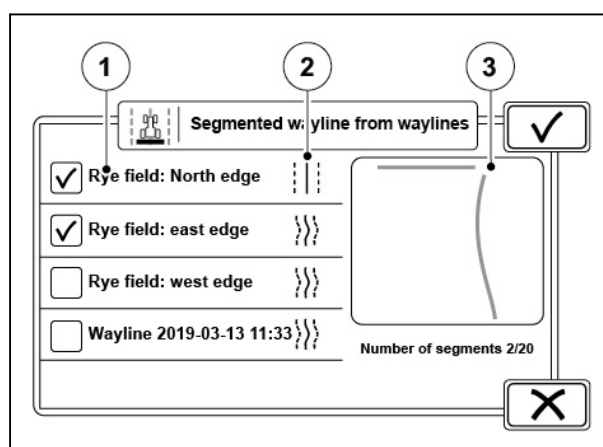 1 2 3
Segmented wayline from waylines
Rye field: North edge
Rye field: east edge
Rye field: west edge
Wayline 2019-03-13 11:33
Number of segments 2/20